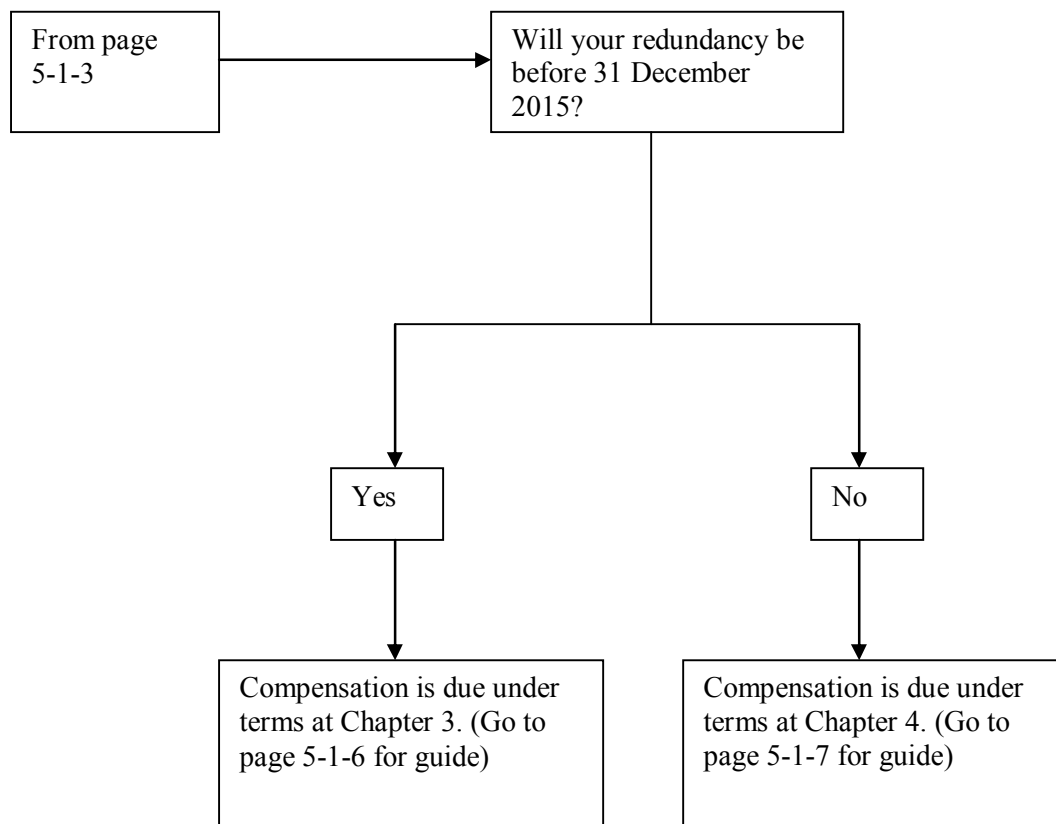 From page
5-1-3
Will your redundancy be
before 31 December
2015?
Yes
No
Compensation is due under
terms at Chapter 3. (Go to
page 5-1-6 for guide)
Compensation is due under
terms at Chapter 4. (Go to
page 5-1-7 for guide)